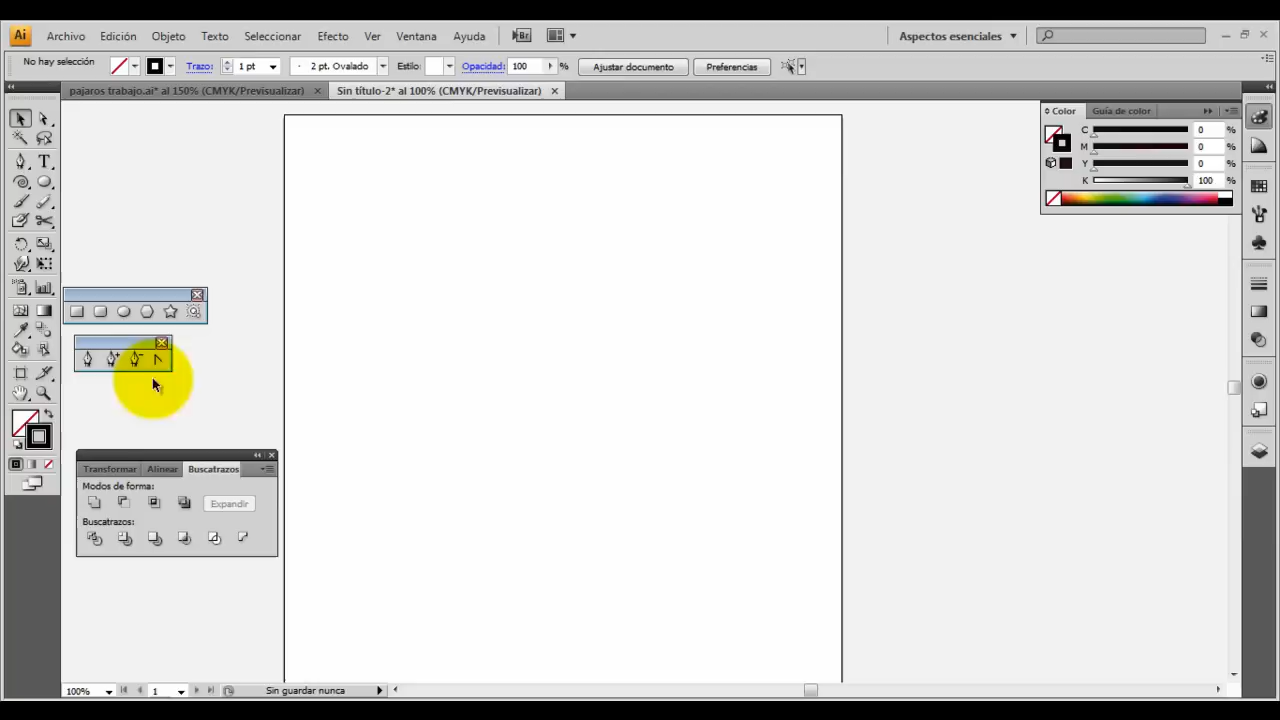 Ai Archivo Edición Objeto Texto Seleccionar Efecto Ver Ventana Ayuda Br Aspectos esenciales
No hay selección Trazo: 1 pt 2 pt. Ovalado Estilo: Opacidad: 100 % Ajustar documento Preferencias
pajaros trabajo.ai* al 150% (CMYK/Previsualizar) Sin título-2* al 100% (CMYK/Previsualizar)
Color Guía de color
C 0 %
M 0 %
Y 0 %
K 100 %
T
Transformar Alinear Buscatrazos
Modos de forma:
Expandir
Buscatrazos:
100% 1 Sin guardar nunca